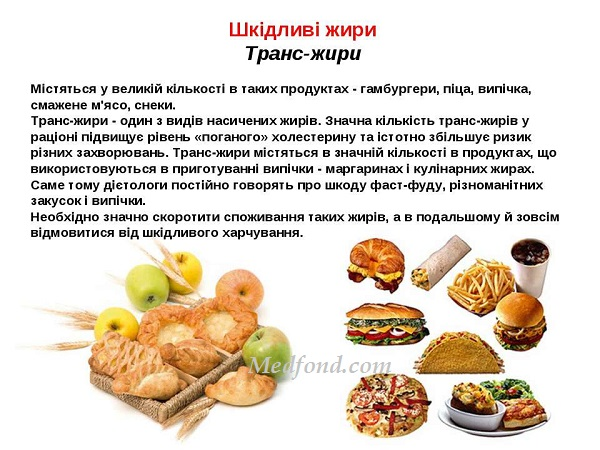 Шкідливі жири
Транс-жири
Містяться у великій кількості в таких продуктах - гамбургери, піца, випічка,
смажене м'ясо, снеки.
Транс-жири - один з видів насичених жирів. Значна кількість транс-жирів у
раціоні підвищує рівень «поганого» холестерину та істотно збільшує ризик
різних захворювань. Транс-жири містяться в значній кількості в продуктах, що
використовуються в приготуванні випічки - маргаринах і кулінарних жирах.
Саме тому дієтологи постійно говорять про шкоду фаст-фуду, різноманітних
закусок і випічки.
Необхідно значно скоротити споживання таких жирів, а в подальшому й зовсім
відмовитися від шкідливого харчування.
Medfond.com